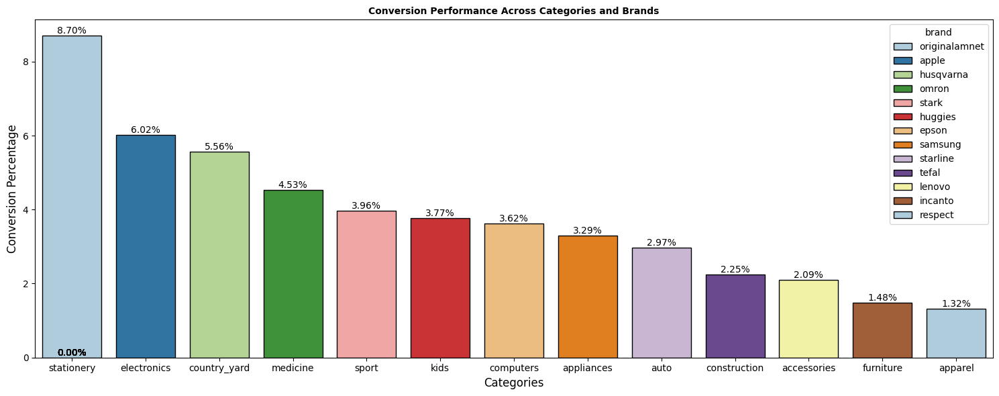 Conversion Performance Across Categories and Brands
Conversion Percentage
8
6
4
2
0
8.70%
6.02%
5.56%
4.53%
3.96%
3.77%
3.62%
3.29%
2.97%
2.25%
2.09%
1.48%
1.32%
0.00%
brand
originalamnet
apple
husqvarna
omron
stark
huggies
epson
samsung
starline
tefal
lenovo
incanto
respect
stationery electronics country_yard medicine sport kids computers appliances auto construction accessories furniture apparel
Categories